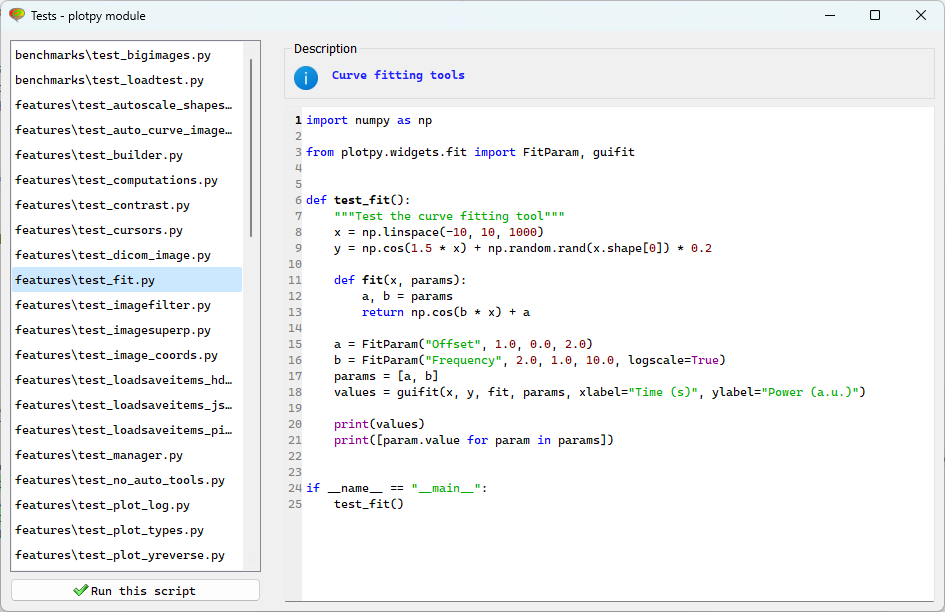 Tests - plotpy module
benchmarks\test_bigimages.py
benchmarks\test_loadtest.py
features\test_autoscale_shapes…
features\test_auto_curve_image…
features\test_builder.py
features\test_computations.py
features\test_contrast.py
features\test_cursors.py
features\test_dicom_image.py
features\test_fit.py
features\test_imagefilter.py
features\test_imagesuperp.py
features\test_image_coords.py
features\test_loadsaveitems_hd…
features\test_loadsaveitems_js…
features\test_loadsaveitems_pi…
features\test_manager.py
features\test_no_auto_tools.py
features\test_plot_log.py
features\test_plot_types.py
features\test_plot_yreverse.py
Run this script
Description
Curve fitting tools
1 import numpy as np
2
3 from plotpy.widgets.fit import FitParam, guifit
4
5
6 def test_fit():
7     """Test the curve fitting tool"""
8     x = np.linspace(-10, 10, 1000)
9     y = np.cos(1.5 * x) + np.random.rand(x.shape[0]) * 0.2
10
11     def fit(x, params):
12         a, b = params
13         return np.cos(b * x) + a
14
15     a = FitParam("Offset", 1.0, 0.0, 2.0)
16     b = FitParam("Frequency", 2.0, 1.0, 10.0, logscale=True)
17     params = [a, b]
18     values = guifit(x, y, fit, params, xlabel="Time (s)", ylabel="Power (a.u.)")
19
20     print(values)
21     print([param.value for param in params])
22
23
24 if __name__ == "__main__":
25     test_fit()